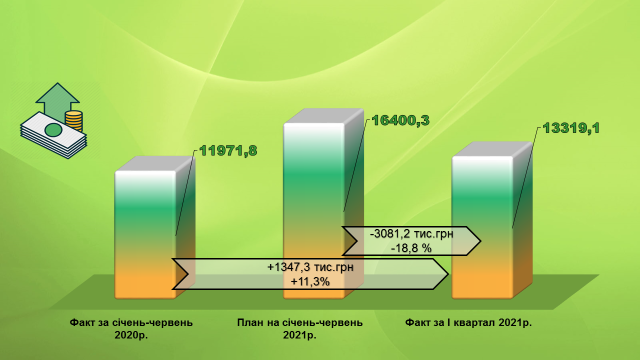 16400,3
13319,1
11971,8
-3081,2 тис.грн
-18,8 %
+1347,3 тис.грн
+11,3%
Факт за січень-червень
2020р.
План на січень-червень
2021р.
Факт за І квартал 2021р.